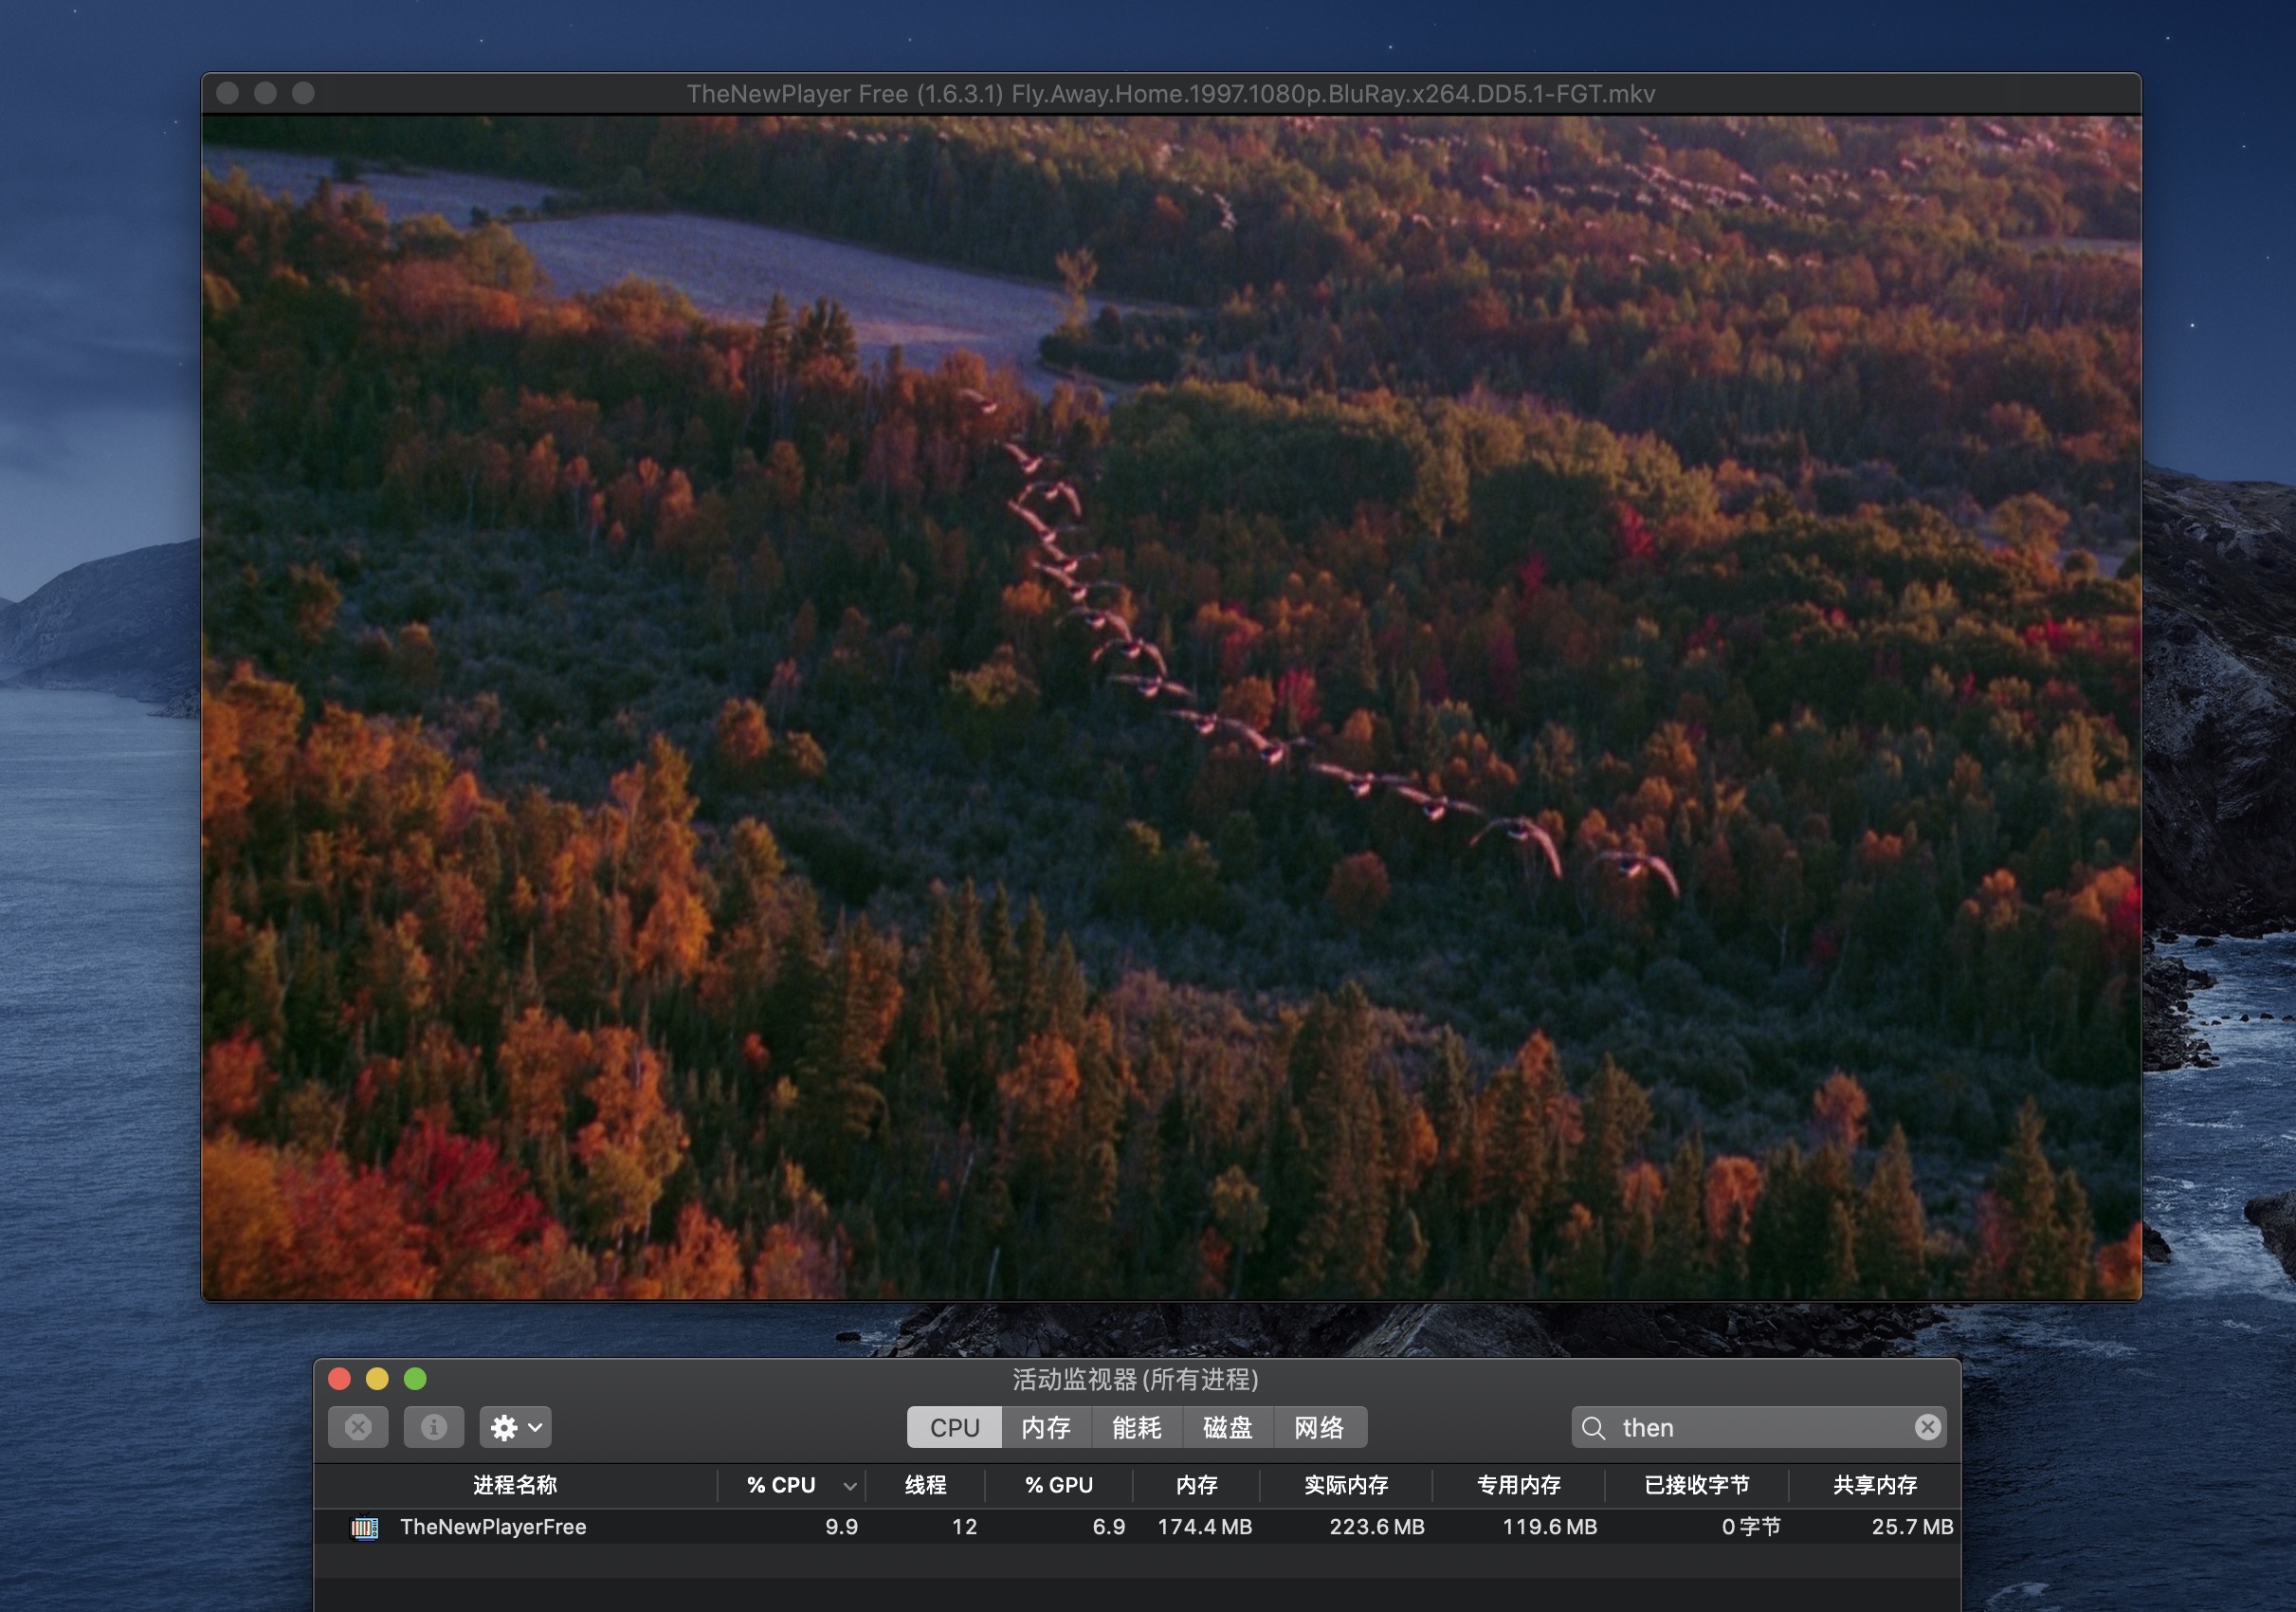 TheNewPlayer Free (1.6.3.1) Fly.Away.Home.1997.1080p.BluRay.x264.DD5.1-FGT.mkv
活动监视器 (所有进程)
CPU 内存 能耗 磁盘 网络 then
进程名称 % CPU 线程 % GPU 内存 实际内存 专用内存 已接收字节 共享内存
TheNewPlayerFree 9.9 12 6.9 174.4 MB 223.6 MB 119.6 MB 0 字节 25.7 MB